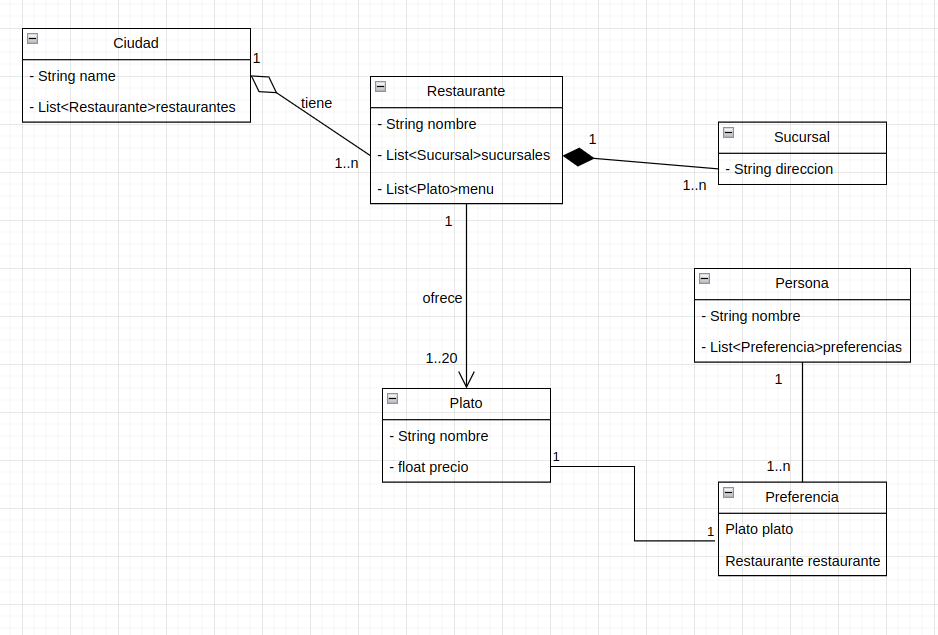 Ciudad
- String name
- List<Restaurante>restaurantes
1
tiene
1..n
Restaurante
- String nombre
- List<Sucursal>sucursales
- List<Plato>menu
1
1..n
Sucursal
- String direccion
1
ofrece
1..20
Plato
- String nombre
- float precio
1
1
Persona
- String nombre
- List<Preferencia>preferencias
1
1..n
Preferencia
Plato plato
Restaurante restaurante